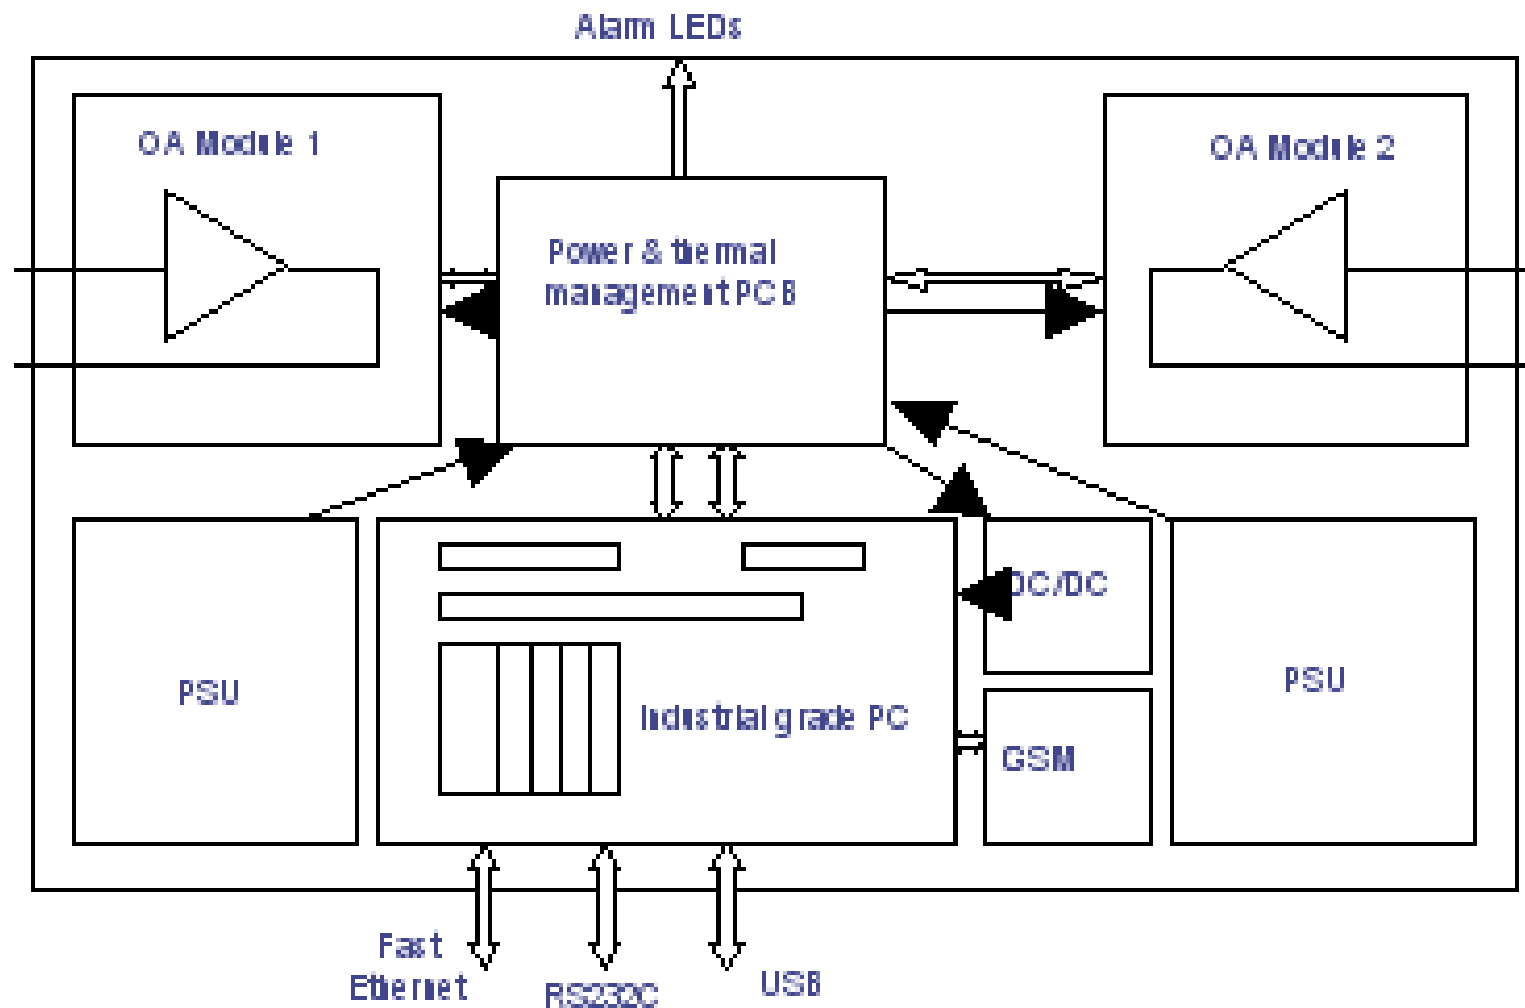 Alarm LEDs
OA Module 1
OA Module 2
Power & thermal
management PCB
DC/DC
PSU
Industrial grade PC
PSU
GSM
Fast
Ethernet
RS232C
USB